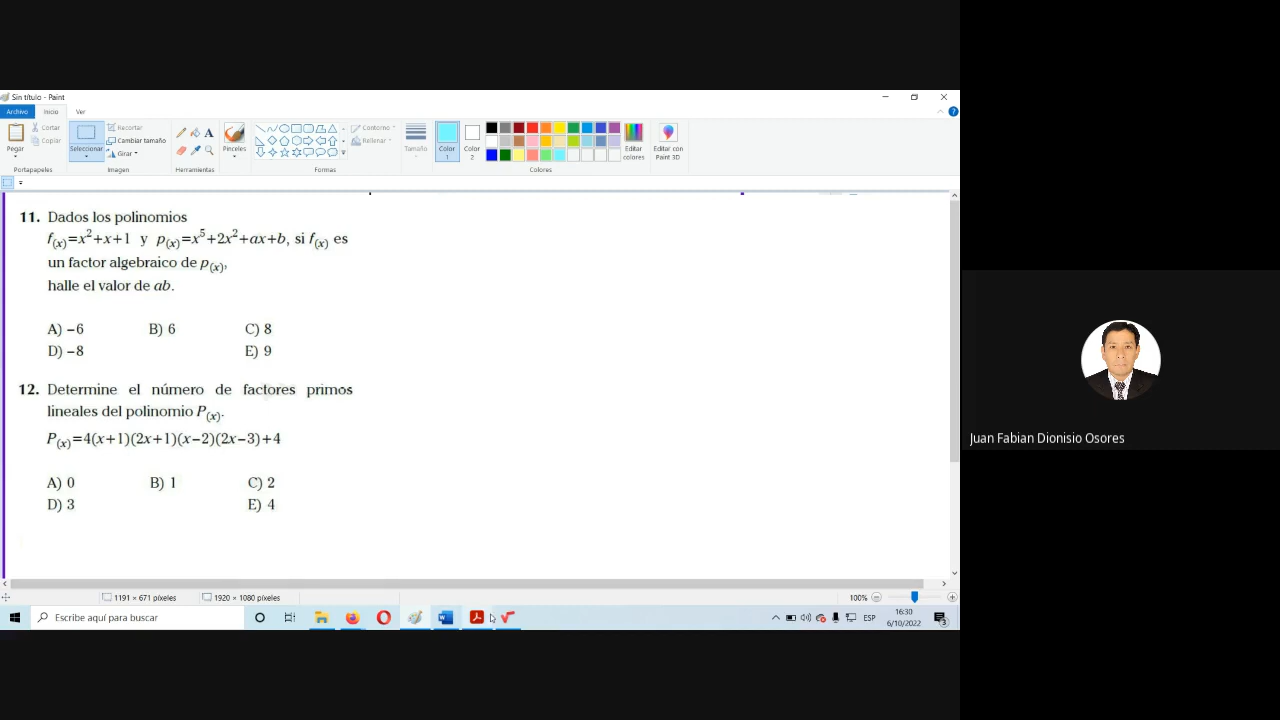 Sin título - Paint
Archivo Inicio Ver
Pegar
Cortar
Copiar
Portapapeles
Seleccionar
Recortar
Cambiar tamaño
Girar
Imagen
Herramientas
Pinceles
Contorno
Rellenar
Formas
Tamaño
Color 1
Color 2
Editar colores
Editar con Paint 3D
Colores
11. Dados los polinomios
f(x)=x²+x+1 y p(x)=x⁵+2x²+ax+b, si f(x) es
un factor algebraico de p(x),
halle el valor de ab.
A) –6 B) 6 C) 8
D) –8 E) 9
12. Determine el número de factores primos
lineales del polinomio P(x).
P(x)=4(x+1)(2x+1)(x–2)(2x–3)+4
A) 0 B) 1 C) 2
D) 3 E) 4
Juan Fabian Dionisio Osores
1191 × 671 píxeles 1920 × 1080 píxeles 100%
Escribe aquí para buscar
ESP
16:30
6/10/2022
3